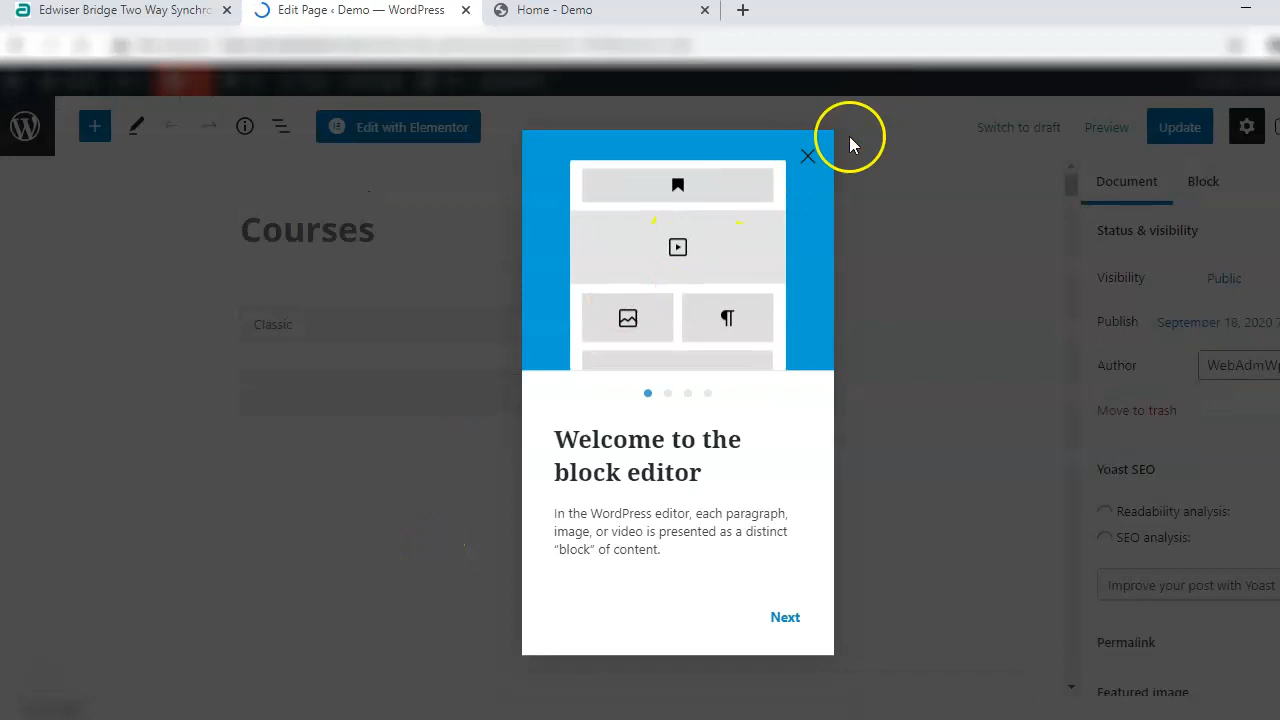 Edwiser Bridge Two Way Synchro
Edit Page ‹ Demo — WordPress
Home - Demo
Edit with Elementor
Switch to draft
Preview
Update
Document
Block
Courses
Status & visibility
Visibility
Public
Classic
Publish
September 18, 2020 7
Author
WebAdmWp
Move to trash
Welcome to the
block editor
Yoast SEO
In the WordPress editor, each paragraph,
image, or video is presented as a distinct
“block” of content.
Readability analysis:
SEO analysis:
Improve your post with Yoast
Next
Permalink
Featured image